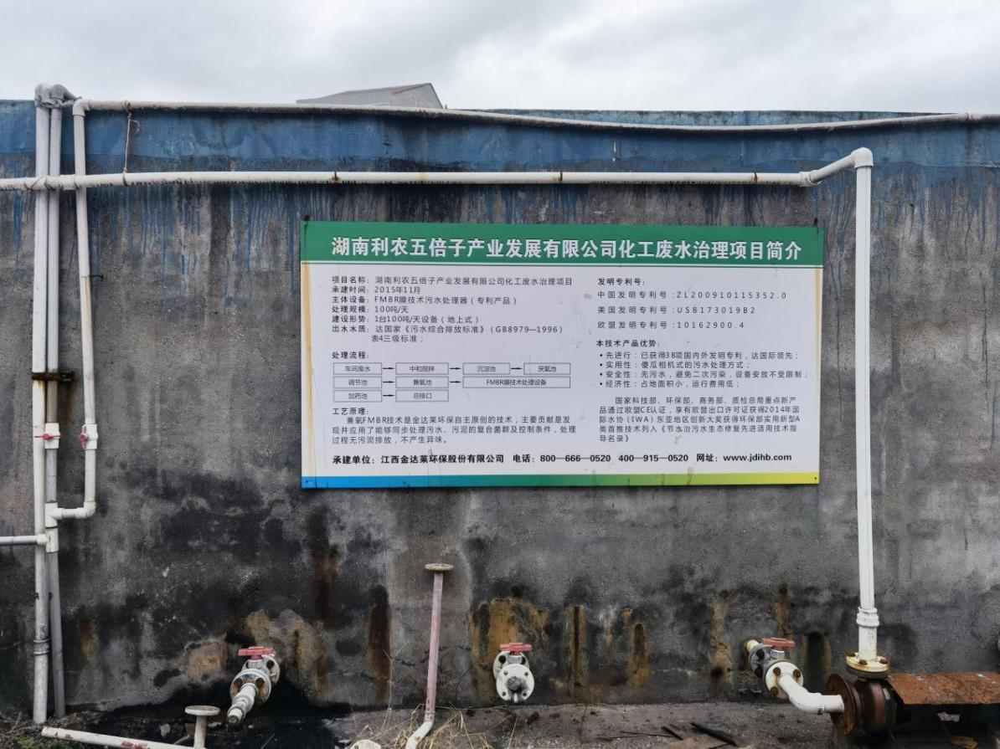 湖南利农五倍子产业发展有限公司化工废水治理项目简介
项目名称：湖南利农五倍子产业发展有限公司化工废水治理项目
承建时间：2015年11月
主体设备：FMBR膜技术污水处理器（专利产品）
处理规模：100吨/天
建设形势：1台100吨/天设备（地上式）
出水水质：达国家《污水综合排放标准》（GB8979—1996）
表4三级标准；
处理流程：
车间废水 中和搅拌 沉淀池 厌氧池
调节池 兼氧池 FMBR膜技术处理设备
加药池 总排口
工艺原理：
兼氧FMBR技术是金达莱环保自主原创的技术，主要贡献是发
现并应用了能够同步处理污水、污泥的复合菌群及控制条件，处理
过程无污泥排放，不产生异味。
发明专利号：
中国发明专利号：ZL200910115352.0
美国发明专利号：USB173019B2
欧盟发明专利号：10162900.4
本技术产品优势：
•先进行：已获得38项国内外发明专利，达国际领先；
•实用性：傻瓜相机式的污水处理方式；
•安全性：无污水，避免二次污染，设备安放不受限制；
•经济性：占地面积小，运行费用低；
国家科技部、环保部、商务部、质检总局重点新产
品通过欧盟CE认证，享有欧盟出口许可证获得2014年国
际水协（IWA）东亚地区创新大奖获得环保部实用新型A
类首推技术列入《节水治污水生态修复先进适用技术指
导名录》
承建单位：江西金达莱环保股份有限公司 电话：800—666—0520 400—915—0520 网址：www.jdihb.com